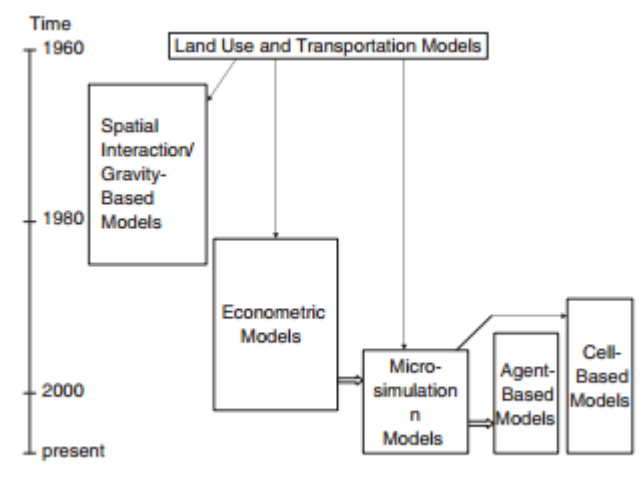 Time
1960
Land Use and Transportation Models
Spatial
Interaction/
Gravity-
Based
Models
1980
Econometric
Models
Micro-
simulation
n
Models
Agent-
Based
Models
Cell-
Based
Models
2000
present